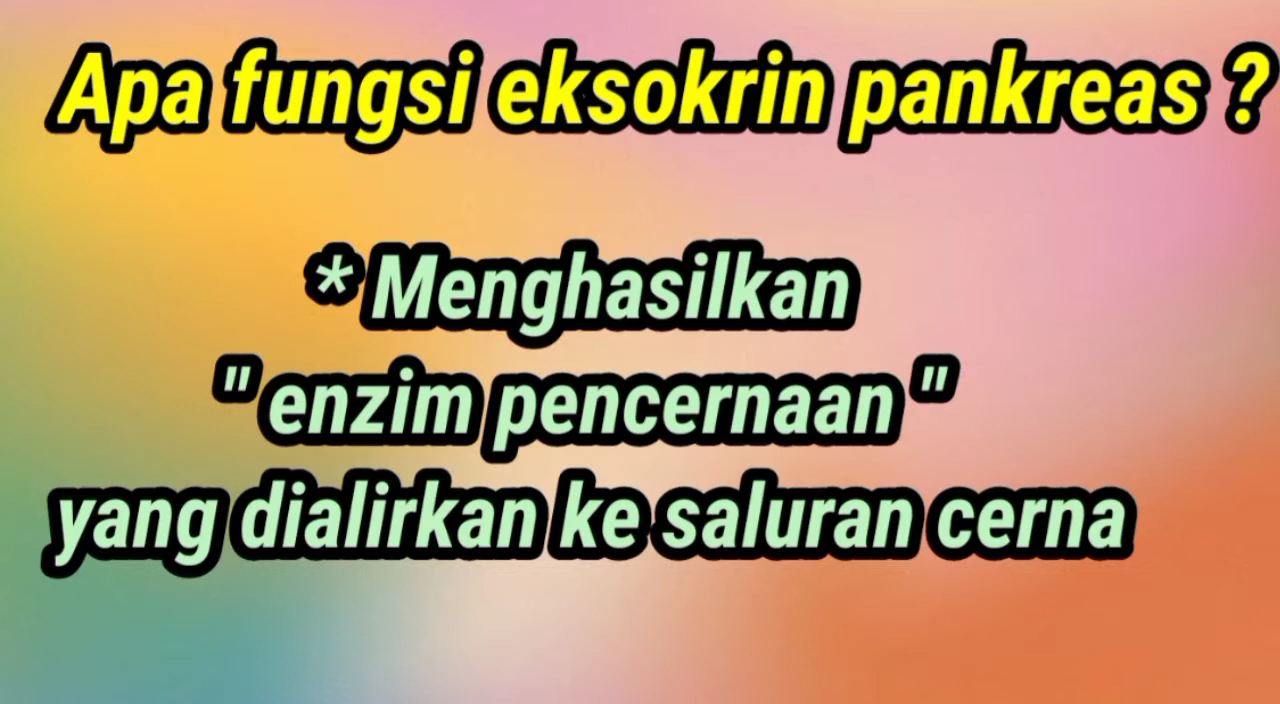 Apa fungsi eksokrin pankreas ?
* Menghasilkan
" enzim pencernaan "
yang dialirkan ke saluran cerna